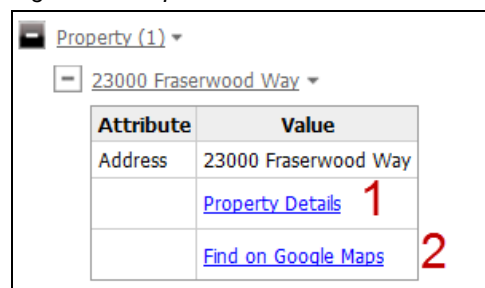 Property (1)
23000 Fraserwood Way
Attribute Value
Address 23000 Fraserwood Way
Property Details 1
Find on Google Maps 2